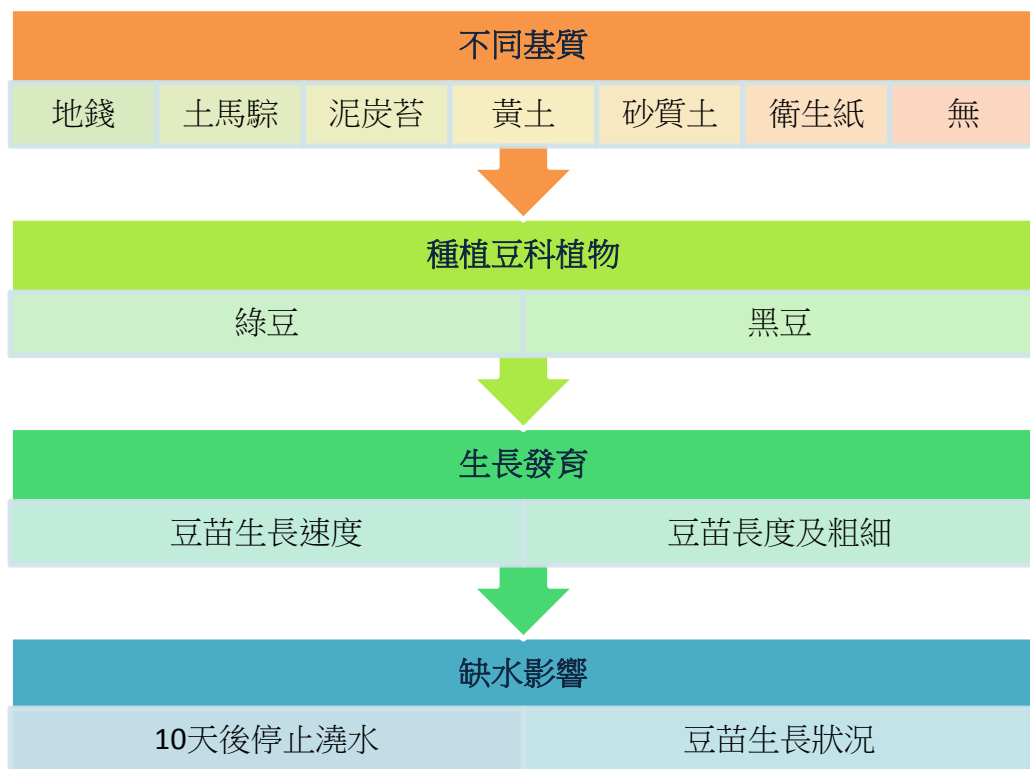 不同基質
地錢 土馬騌 泥炭苔 黃土 砂質土 衛生紙 無
種植豆科植物
綠豆 黑豆
生長發育
豆苗生長速度 豆苗長度及粗細
缺水影響
10天後停止澆水 豆苗生長狀況